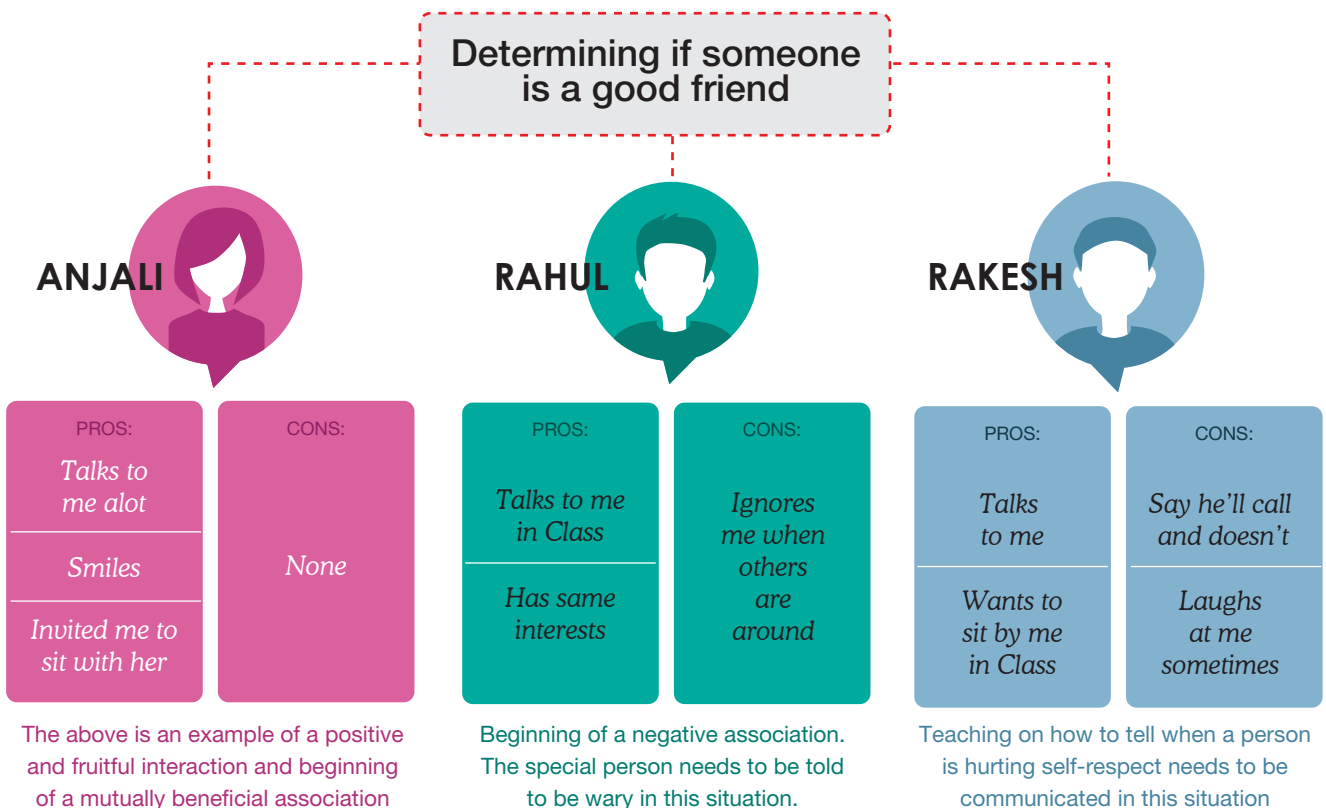 Determining if someone
is a good friend
ANJALI
PROS:
Talks to
me alot
Smiles
Invited me to
sit with her
CONS:
None
The above is an example of a positive
and fruitful interaction and beginning
of a mutually beneficial association
RAHUL
PROS:
Talks to me
in Class
Has same
interests
CONS:
Ignores
me when
others
are
around
Beginning of a negative association.
The special person needs to be told
to be wary in this situation.
RAKESH
PROS:
Talks
to me
Wants to
sit by me
in Class
CONS:
Say he'll call
and doesn't
Laughs
at me
sometimes
Teaching on how to tell when a person
is hurting self-respect needs to be
communicated in this situation